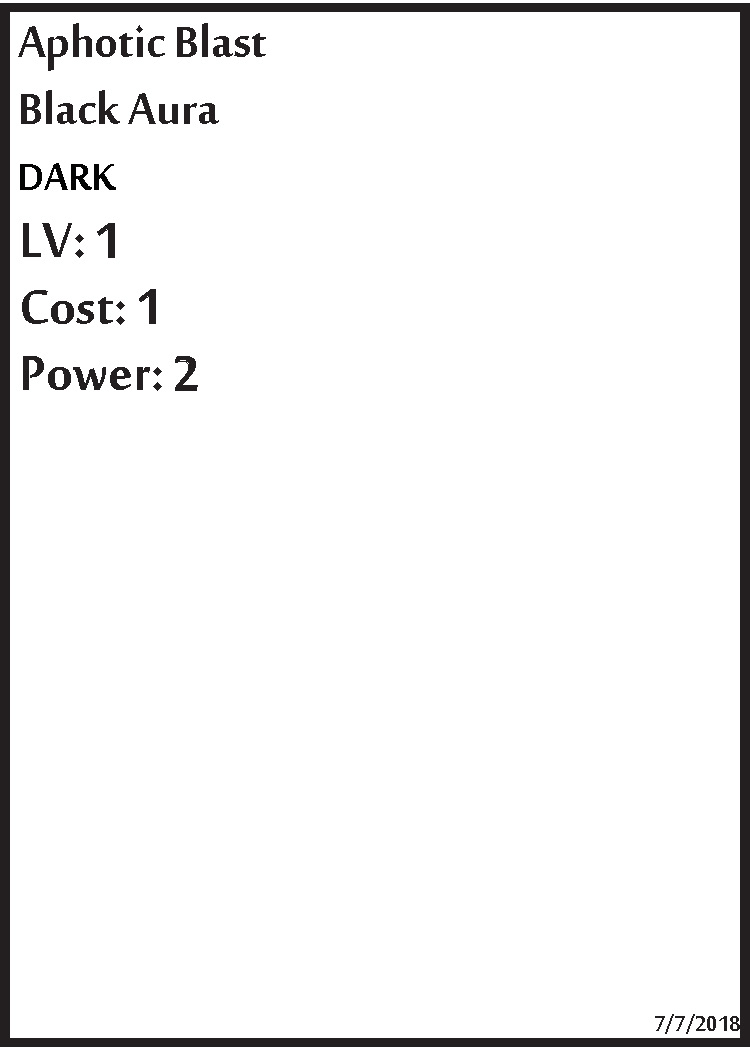 Aphotic Blast
Black Aura
DARK
LV: 1
Cost: 1
Power: 2
7/7/2018